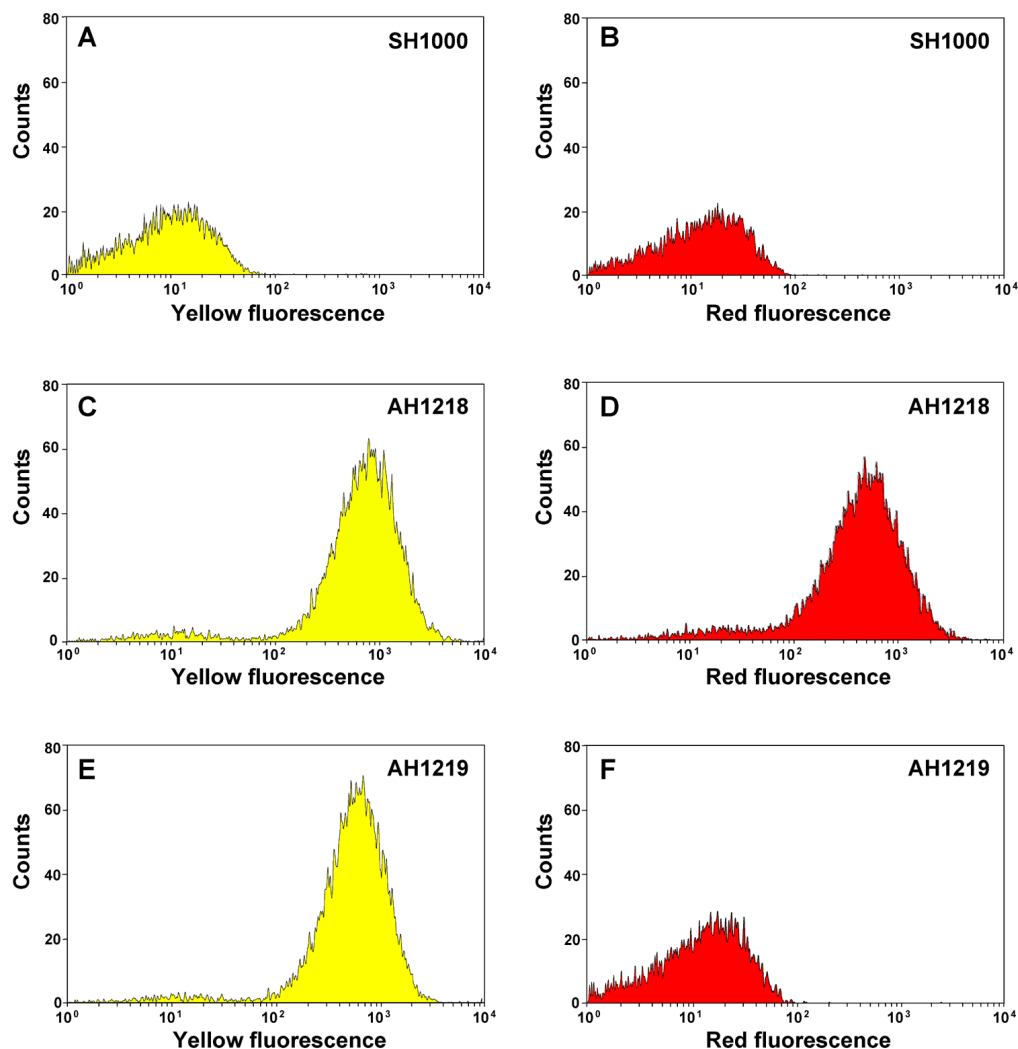 A SH1000
80
60
40
20
0
Counts
10⁰ 10¹ 10² 10³ 10⁴
Yellow fluorescence
B SH1000
80
60
40
20
0
Counts
10⁰ 10¹ 10² 10³ 10⁴
Red fluorescence
C AH1218
80
60
40
20
0
Counts
10⁰ 10¹ 10² 10³ 10⁴
Yellow fluorescence
D AH1218
80
60
40
20
0
Counts
10⁰ 10¹ 10² 10³ 10⁴
Red fluorescence
E AH1219
80
60
40
20
0
Counts
10⁰ 10¹ 10² 10³ 10⁴
Yellow fluorescence
F AH1219
80
60
40
20
0
Counts
10⁰ 10¹ 10² 10³ 10⁴
Red fluorescence